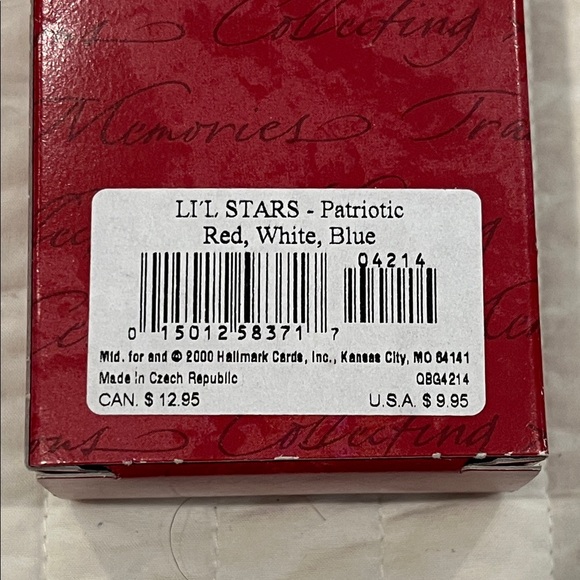 Collecting
Memories Tra
LI'L STARS - Patriotic
Red, White, Blue
04214
0 15012 58371 7
Mfd. for and © 2000 Hallmark Cards, Inc., Kansas City, MO 64141
Made in Czech Republic QBG4214
CAN. $ 12.95 U.S.A. $ 9.95
Collecting